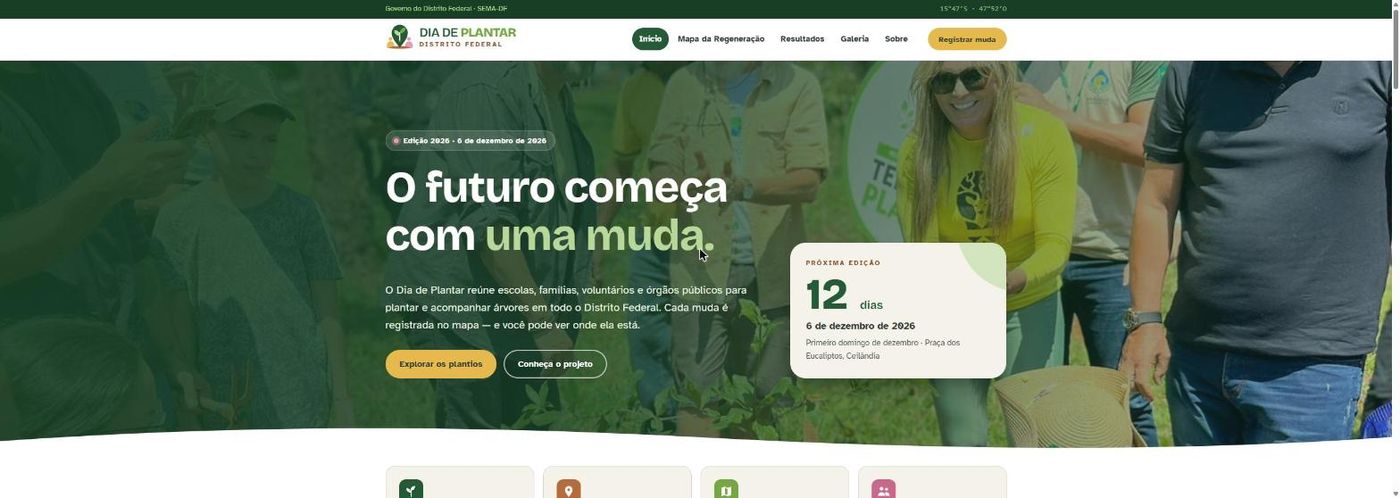 Governo do Distrito Federal · SEMA-DF
15°47'S · 47°52'O
DIA DE PLANTAR
DISTRITO FEDERAL
Início
Mapa da Regeneração
Resultados
Galeria
Sobre
Registrar muda
Edição 2026 · 6 de dezembro de 2026
O futuro começa
com uma muda.
O Dia de Plantar reúne escolas, famílias, voluntários e órgãos públicos para
plantar e acompanhar árvores em todo o Distrito Federal. Cada muda é
registrada no mapa — e você pode ver onde ela está.
Explorar os plantios
Conheça o projeto
PRÓXIMA EDIÇÃO
12 dias
6 de dezembro de 2026
Primeiro domingo de dezembro · Praça dos
Eucaliptos, Ceilândia